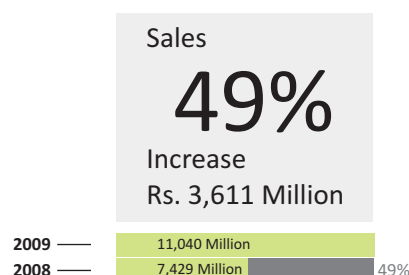 Sales
49%
Increase
Rs. 3,611 Million
2009 11,040 Million
2008 7,429 Million 49%